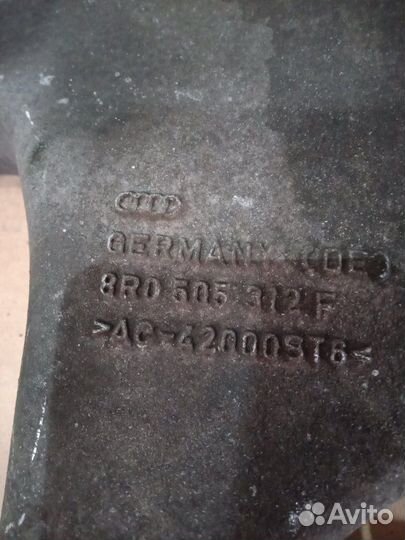 GERMANY (DE)
8R0 505 312 F
>AC-42000ST6<
Avito